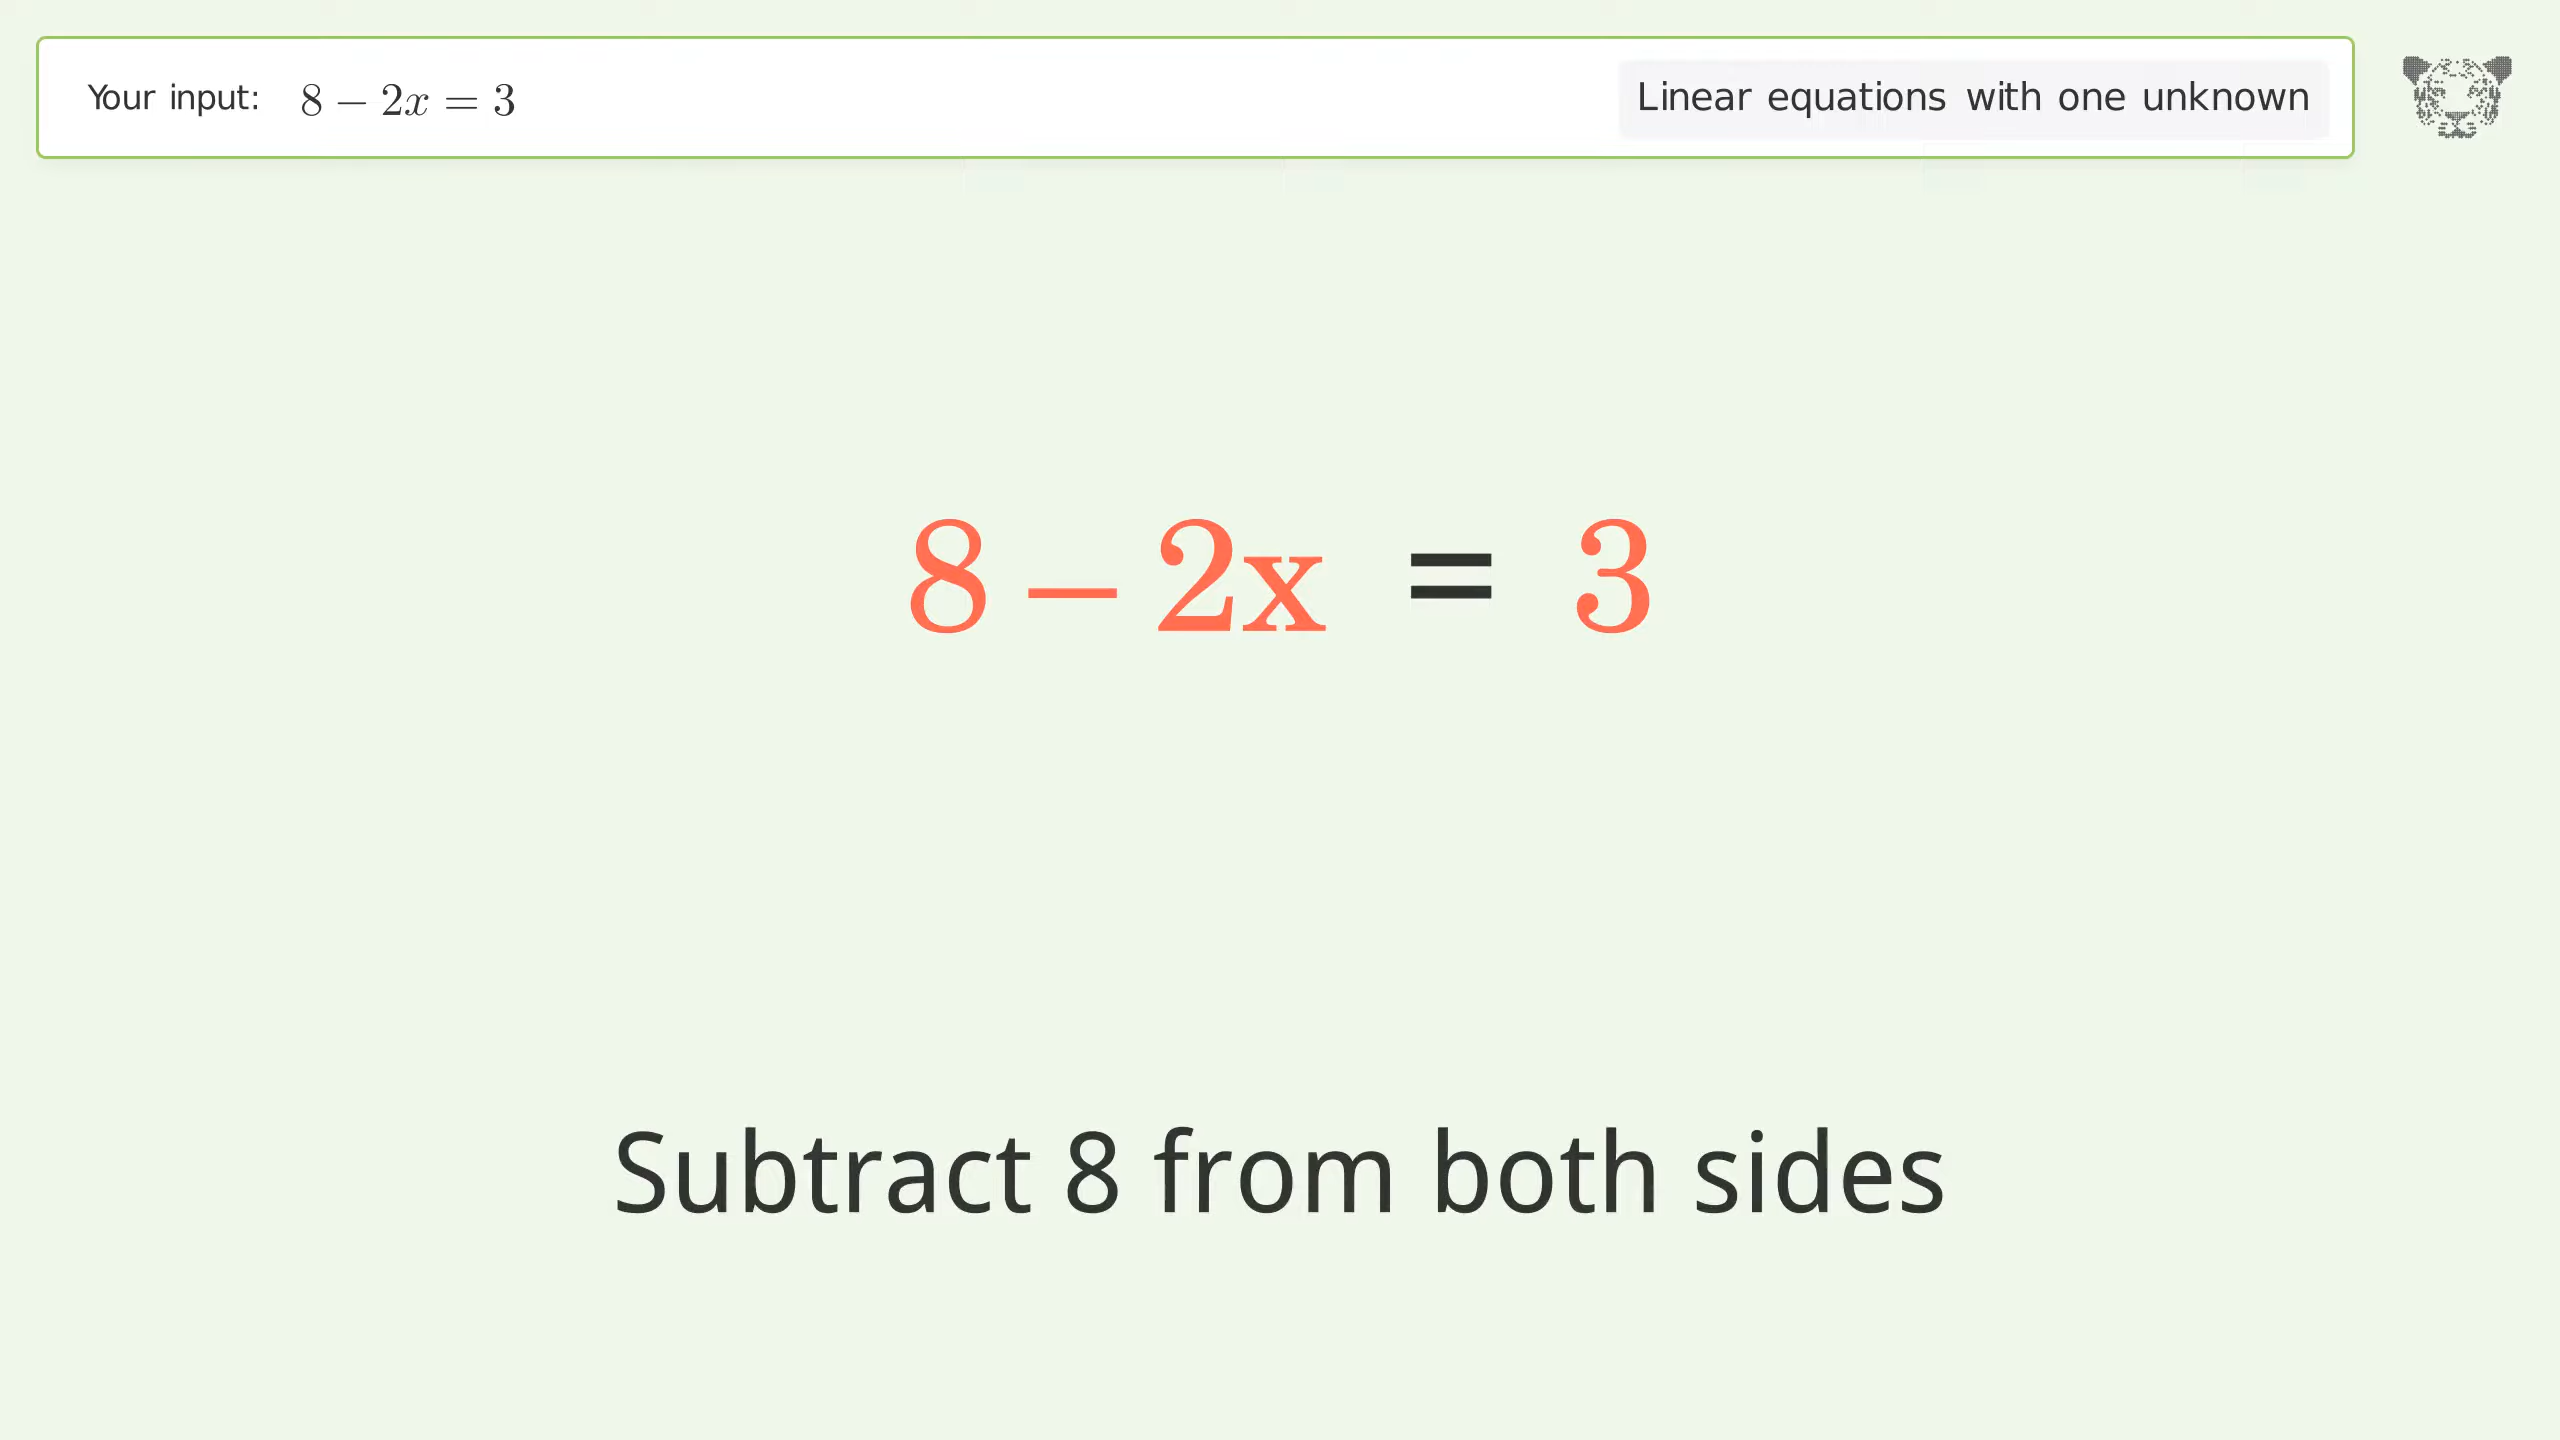 Your input: 8 − 2x = 3
Linear equations with one unknown
8 − 2x = 3
Subtract 8 from both sides